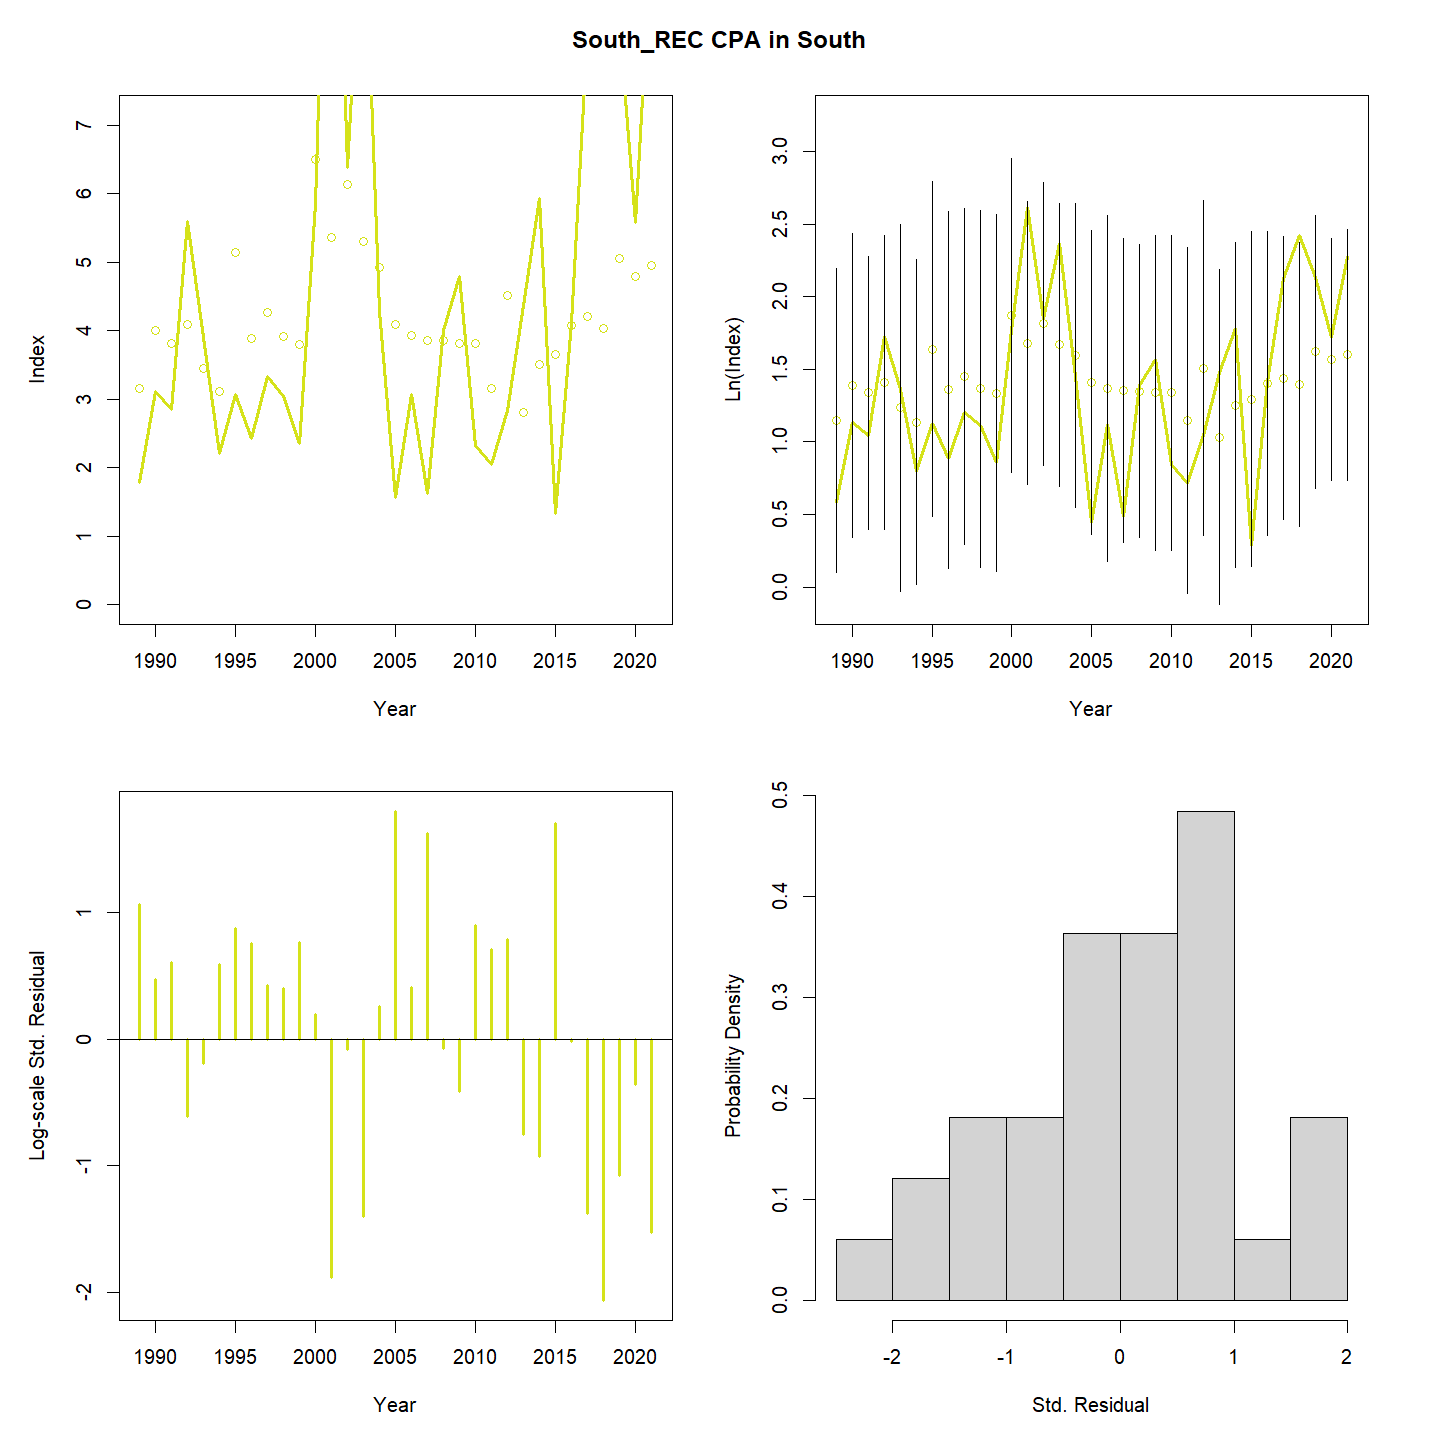 South_REC CPA in South
Index
7
6
5
4
3
2
1
0
1990 1995 2000 2005 2010 2015 2020
Year
Ln(Index)
3.0
2.5
2.0
1.5
1.0
0.5
0.0
1990 1995 2000 2005 2010 2015 2020
Year
Log-scale Std. Residual
1
0
-1
-2
1990 1995 2000 2005 2010 2015 2020
Year
Probability Density
0.5
0.4
0.3
0.2
0.1
0.0
-2 -1 0 1 2
Std. Residual